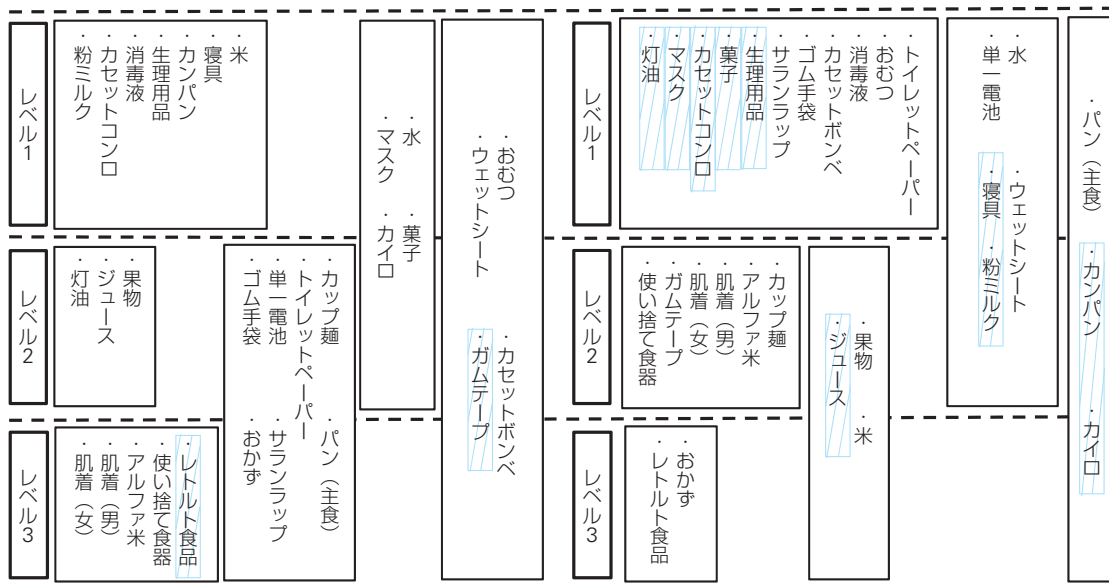 ・パン（主食）
・カンパン
・カイロ
・水
・単一電池
・ウェットシート
・寝具
・粉ミルク
・果物
・米
・ジュース
レベル1
・トイレットペーパー
・おむつ
・消毒液
・カセットボンベ
・ゴム手袋
・サランラップ
・生理用品
・菓子
・カセットコンロ
・マスク
・灯油
レベル2
・カップ麺
・アルファ米
・肌着（男）
・肌着（女）
・ガムテープ
・使い捨て食器
レベル3
・おかず
・レトルト食品
・おむつ
・ウェットシート
・カセットボンベ
・ガムテープ
・水
・菓子
・マスク
・カイロ
・カップ麺
・パン（主食）
・トイレットペーパー
・単一電池
・サランラップ
・ゴム手袋
・おかず
レベル1
・米
・寝具
・カンパン
・生理用品
・消毒液
・カセットコンロ
・粉ミルク
レベル2
・果物
・ジュース
・灯油
レベル3
・レトルト食品
・使い捨て食器
・アルファ米
・肌着（男）
・肌着（女）